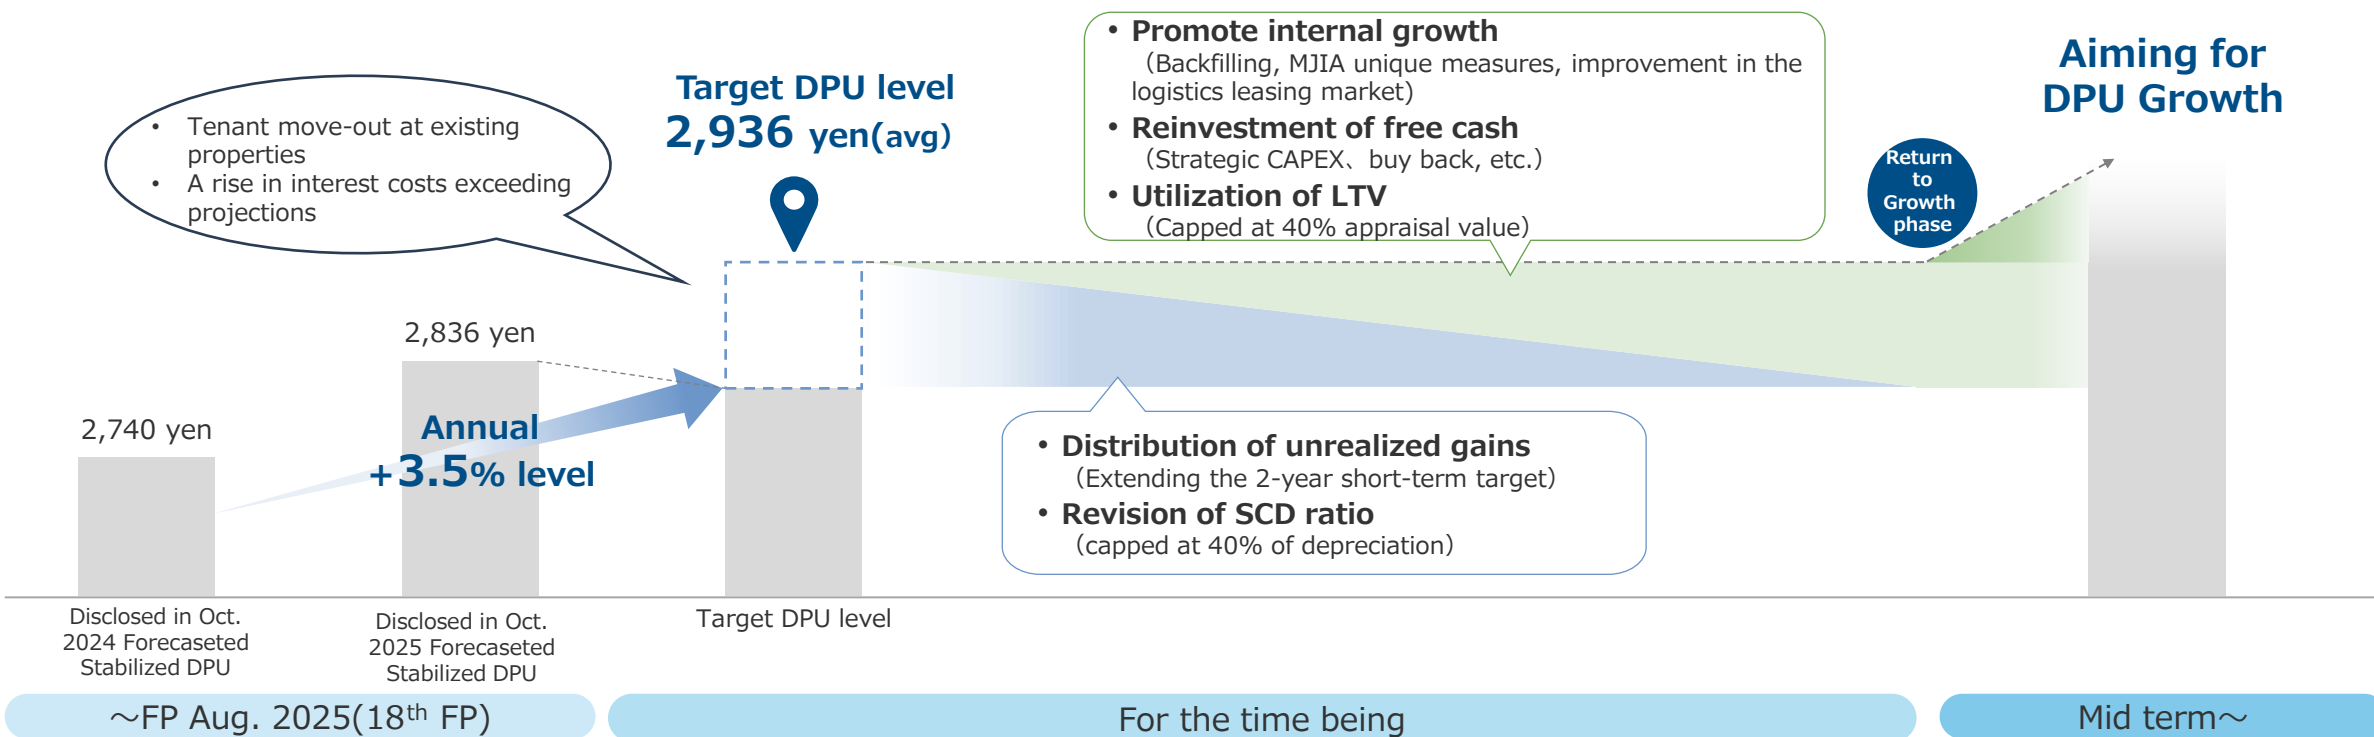 • Tenant move-out at existing
properties
• A rise in interest costs exceeding
projections
Target DPU level
2,936 yen(avg)
• Promote internal growth
（Backfilling, MJIA unique measures, improvement in the
logistics leasing market)
• Reinvestment of free cash
（Strategic CAPEX、buy back, etc.）
• Utilization of LTV
（Capped at 40% appraisal value）
Aiming for
DPU Growth
Return
to
Growth
phase
2,740 yen
2,836 yen
Annual
+3.5% level
• Distribution of unrealized gains
（Extending the 2-year short-term target）
• Revision of SCD ratio
（capped at 40% of depreciation）
Disclosed in Oct.
2024 Forecaseted
Stabilized DPU
Disclosed in Oct.
2025 Forecaseted
Stabilized DPU
Target DPU level
～FP Aug. 2025(18th FP)
For the time being
Mid term～